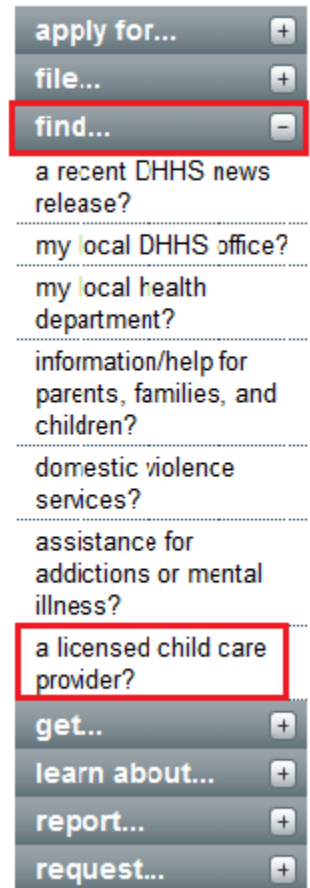 apply for... +
file... +
find... −
a recent DHHS news
release?
my local DHHS office?
my local health
department?
information/help for
parents, families, and
children?
domestic violence
services?
assistance for
addictions or mental
illness?
a licensed child care
provider?
get... +
learn about... +
report... +
request... +